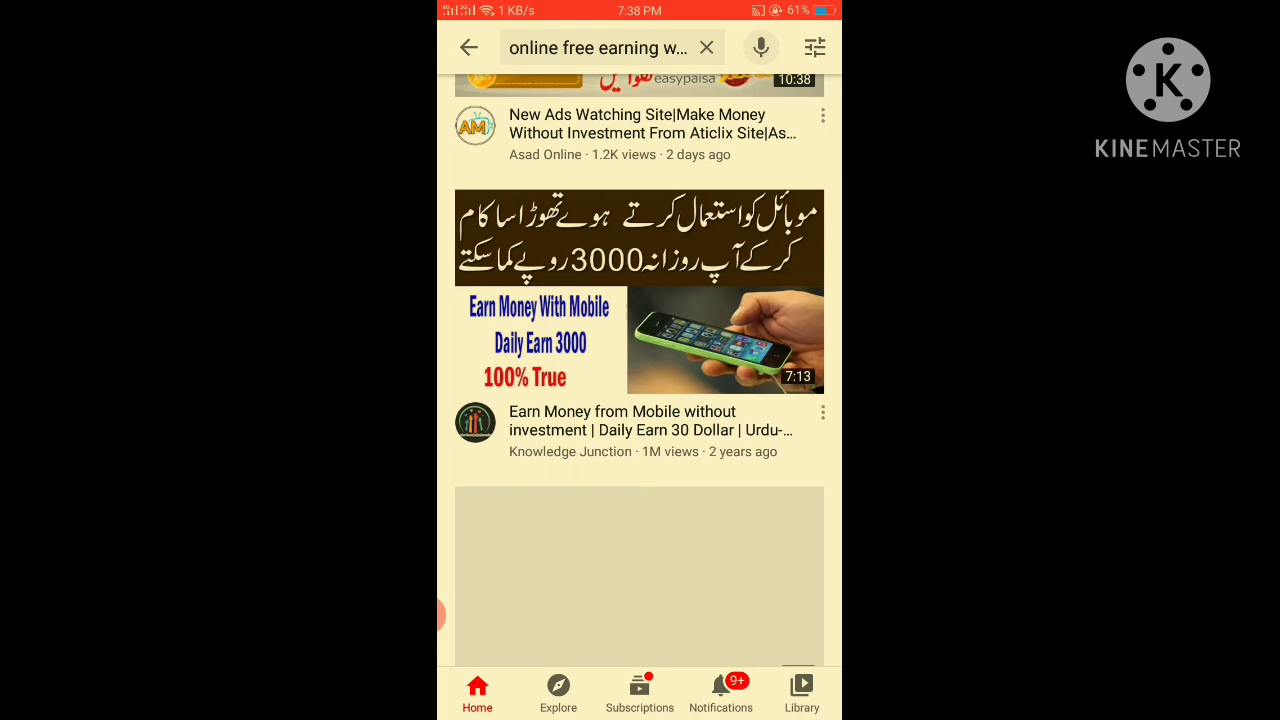 1 KB/s 7:38 PM 61%
online free earning w...
easypaisa
10:38
New Ads Watching Site|Make Money
Without Investment From Aticlix Site|As...
Asad Online · 1.2K views · 2 days ago
AM
موبائل کو استعمال کرتے ہوے تھوڑا سا کام
کر کے آپ روزانہ 3000 روپے کما سکتے
Earn Money With Mobile
Daily Earn 3000
100% True
7:13
Earn Money from Mobile without
investment | Daily Earn 30 Dollar | Urdu-...
Knowledge Junction · 1M views · 2 years ago
Home
Explore
Subscriptions
9+
Notifications
Library
K
KINEMASTER